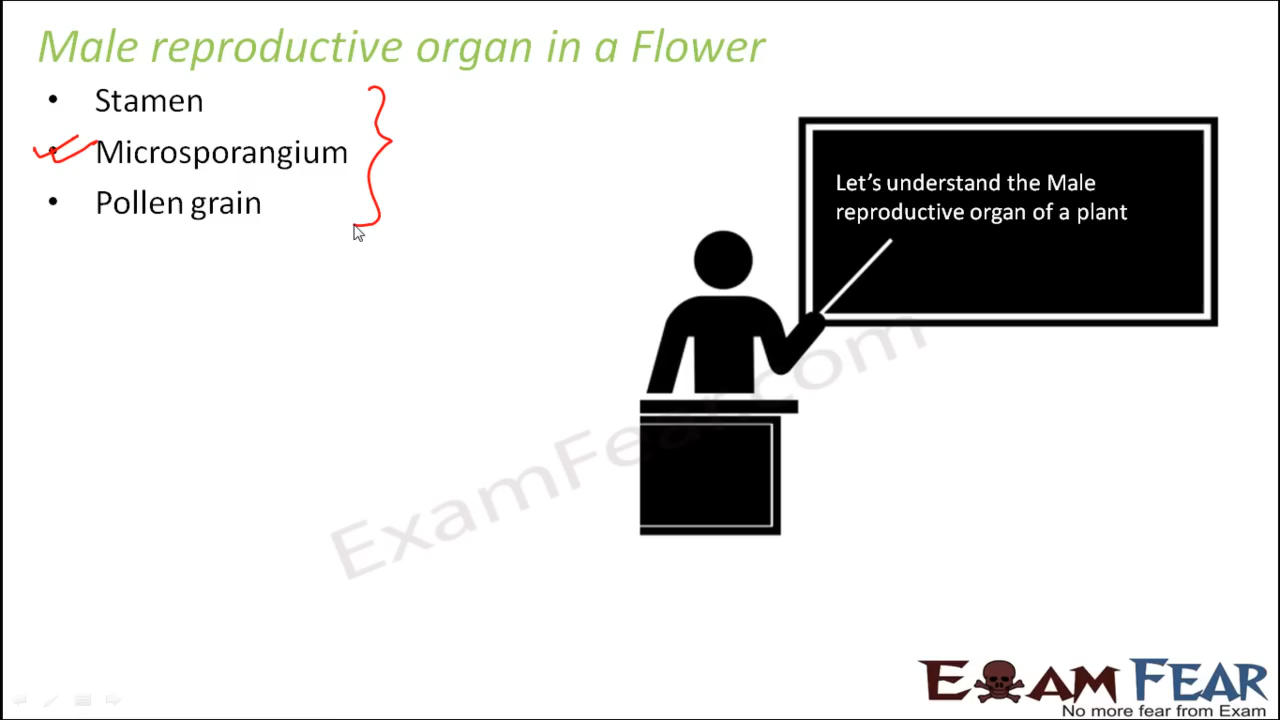 Male reproductive organ in a Flower
• Stamen
• Microsporangium
• Pollen grain
Let's understand the Male
reproductive organ of a plant
ExamFear.com
EXAM FEAR
No more fear from Exam